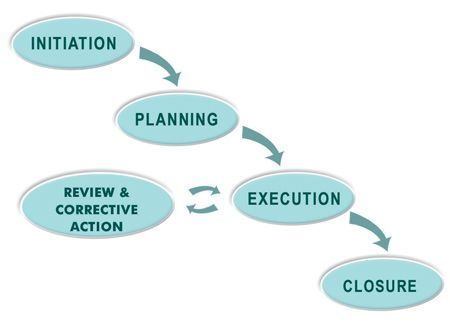 INITIATION
PLANNING
REVIEW &
CORRECTIVE
ACTION
EXECUTION
CLOSURE